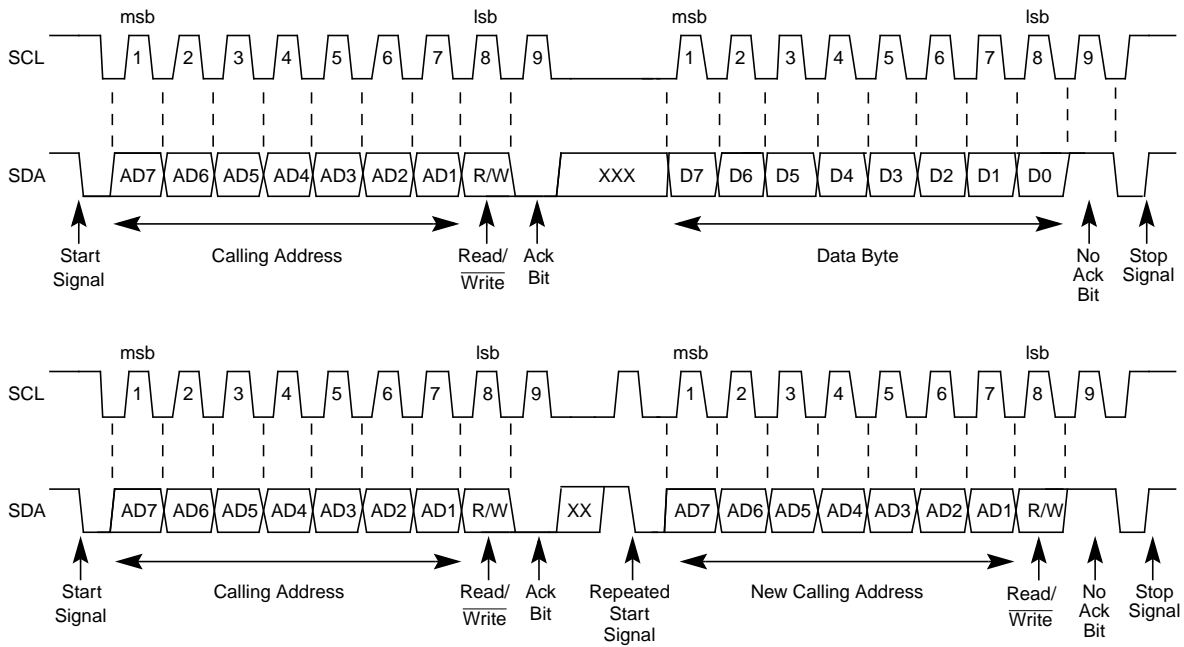 msb lsb msb lsb
SCL 1 2 3 4 5 6 7 8 9 1 2 3 4 5 6 7 8 9
SDA AD7 AD6 AD5 AD4 AD3 AD2 AD1 R/W XXX D7 D6 D5 D4 D3 D2 D1 D0
Start Calling Address Read/ Ack Data Byte No Stop
Signal Write Bit Ack Signal
Bit
msb lsb msb lsb
SCL 1 2 3 4 5 6 7 8 9 1 2 3 4 5 6 7 8 9
SDA AD7 AD6 AD5 AD4 AD3 AD2 AD1 R/W XX AD7 AD6 AD5 AD4 AD3 AD2 AD1 R/W
Start Calling Address Read/ Ack Repeated New Calling Address Read/ No Stop
Signal Write Bit Start Write Ack Signal
Signal Bit